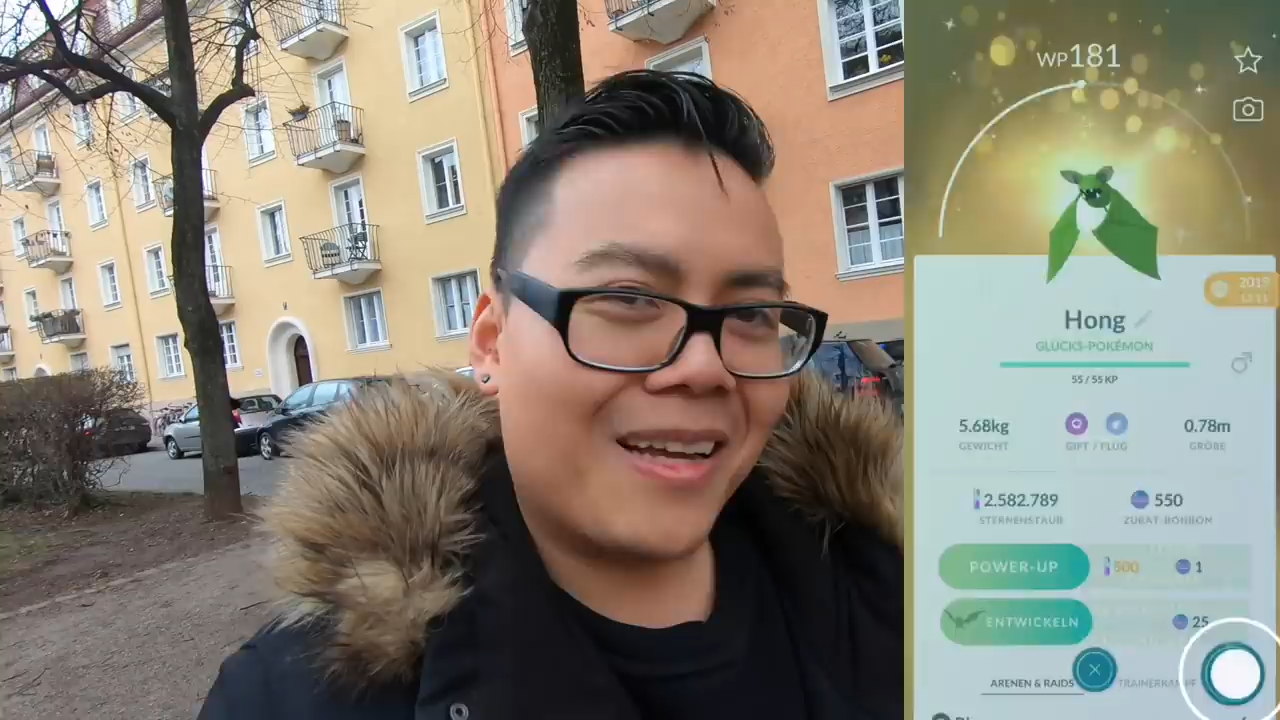 WP181
2019
Hong
GLÜCKS-POKÉMON
55 / 55 KP
5.68kg
GEWICHT
GIFT / FLUG
0.78m
GRÖßE
2.582.789
STERNENSTAUB
550
ZUBAT-BONBON
POWER-UP
500
1
ENTWICKELN
25
ARENEN & RAIDS
TRAINERKAMPF